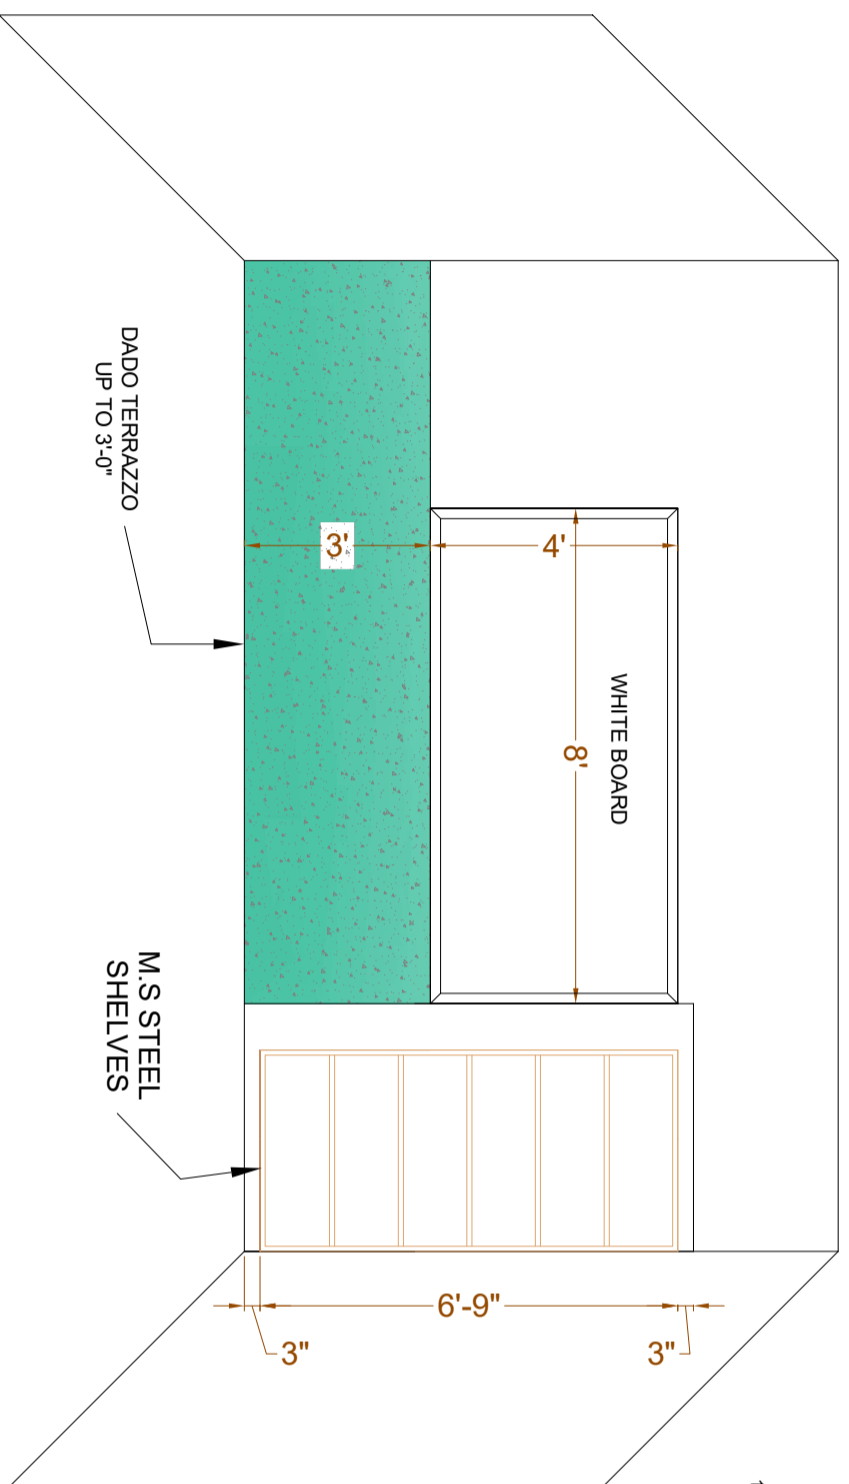 WHITE BOARD
8'
4'
3'
DADO TERRAZZO
UP TO 3'-0"
M.S STEEL
SHELVES
3"
6'-9"
3"